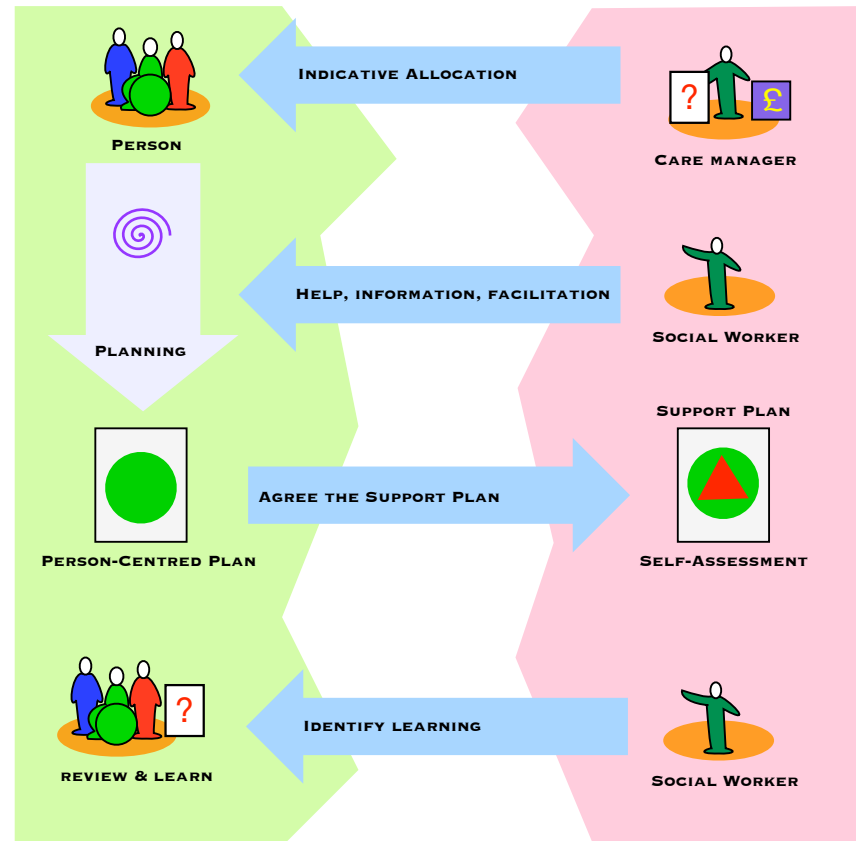 Indicative Allocation
Person
Care manager
?
£
Help, information, facilitation
Planning
Social Worker
Support Plan
Agree the Support Plan
Person-Centred Plan
Self-Assessment
?
Identify learning
review & learn
Social Worker